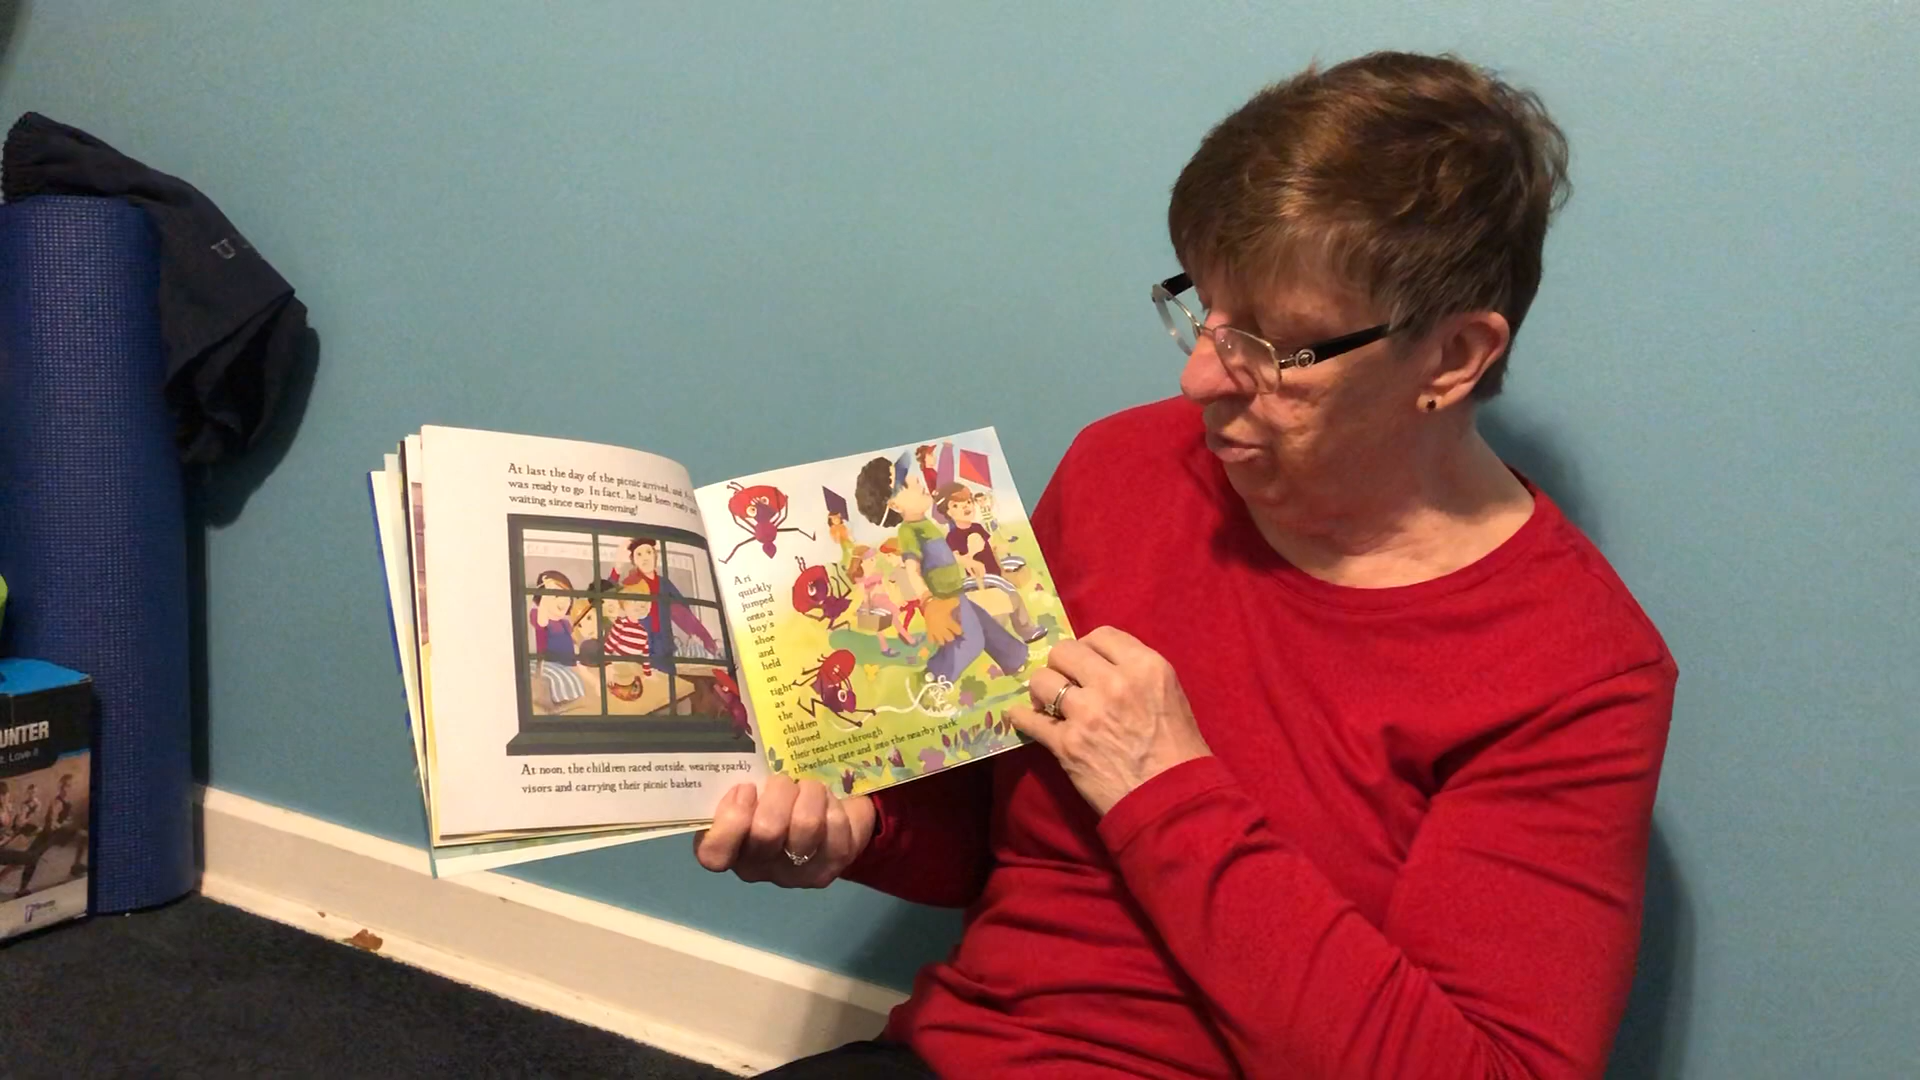 At last the day of the picnic arrived, and
was ready to go. In fact, he had been ready
waiting since early morning!
At noon, the children raced outside, wearing sparkly
visors and carrying their picnic baskets
Ari
quickly
jumped
onto a
boy's
shoe
and
held
on
tight
as
the
children
followed
their teachers through
the school gate and into the nearby park
U
UNTER
Love it